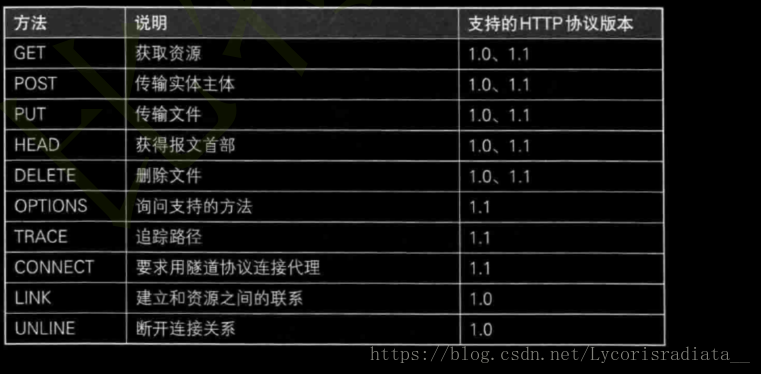 方法 说明 支持的HTTP协议版本
GET 获取资源 1.0、1.1
POST 传输实体主体 1.0、1.1
PUT 传输文件 1.0、1.1
HEAD 获得报文首部 1.0、1.1
DELETE 删除文件 1.0、1.1
OPTIONS 询问支持的方法 1.1
TRACE 追踪路径 1.1
CONNECT 要求用隧道协议连接代理 1.1
LINK 建立和资源之间的联系 1.0
UNLINE 断开连接关系 1.0
https://blog.csdn.net/Lycorisradiata__